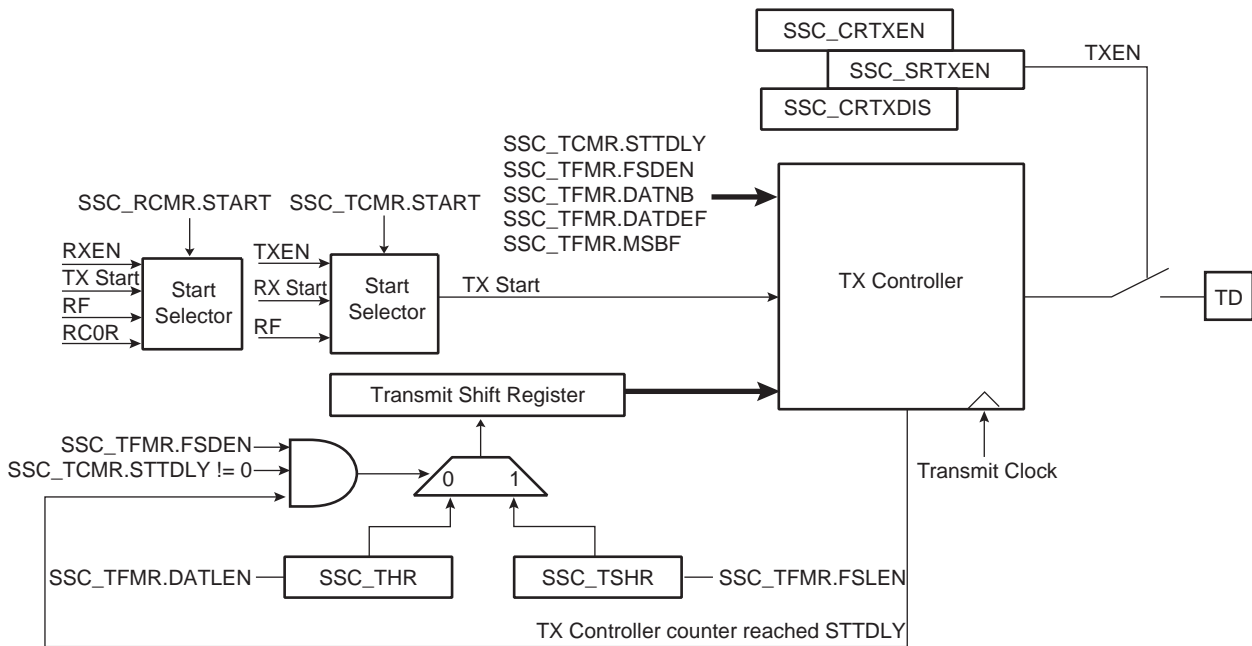 SSC_CRTXEN
SSC_SRTXEN
TXEN
SSC_CRTXDIS
SSC_TCMR.STTDLY
SSC_TFMR.FSDEN
SSC_TFMR.DATNB
SSC_TFMR.DATDEF
SSC_TFMR.MSBF
SSC_RCMR.START
SSC_TCMR.START
RXEN
TX Start
RF
RC0R
Start
Selector
TXEN
RX Start
RF
Start
Selector
TX Start
TX Controller
TD
Transmit Shift Register
Transmit Clock
SSC_TFMR.FSDEN
SSC_TCMR.STTDLY != 0
0
1
SSC_TFMR.DATLEN
SSC_THR
SSC_TSHR
SSC_TFMR.FSLEN
TX Controller counter reached STTDLY